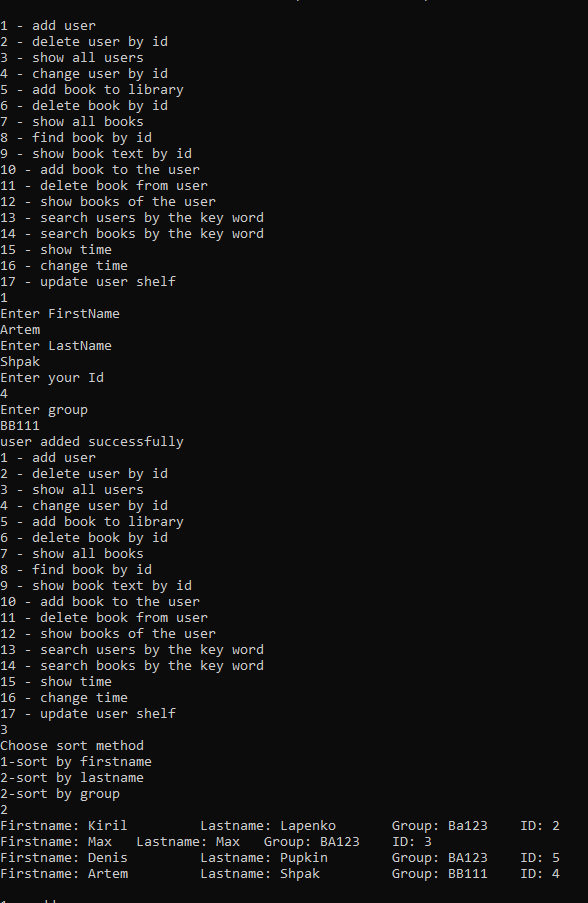 1 - add user
2 - delete user by id
3 - show all users
4 - change user by id
5 - add book to library
6 - delete book by id
7 - show all books
8 - find book by id
9 - show book text by id
10 - add book to the user
11 - delete book from user
12 - show books of the user
13 - search users by the key word
14 - search books by the key word
15 - show time
16 - change time
17 - update user shelf
1
Enter FirstName
Artem
Enter LastName
Shpak
Enter your Id
4
Enter group
BB111
user added successfully
1 - add user
2 - delete user by id
3 - show all users
4 - change user by id
5 - add book to library
6 - delete book by id
7 - show all books
8 - find book by id
9 - show book text by id
10 - add book to the user
11 - delete book from user
12 - show books of the user
13 - search users by the key word
14 - search books by the key word
15 - show time
16 - change time
17 - update user shelf
3
Choose sort method
1-sort by firstname
2-sort by lastname
2-sort by group
2
Firstname: Kiril         Lastname: Lapenko       Group: Ba123    ID: 2
Firstname: Max   Lastname: Max   Group: BA123    ID: 3
Firstname: Denis         Lastname: Pupkin        Group: BA123    ID: 5
Firstname: Artem         Lastname: Shpak         Group: BB111    ID: 4